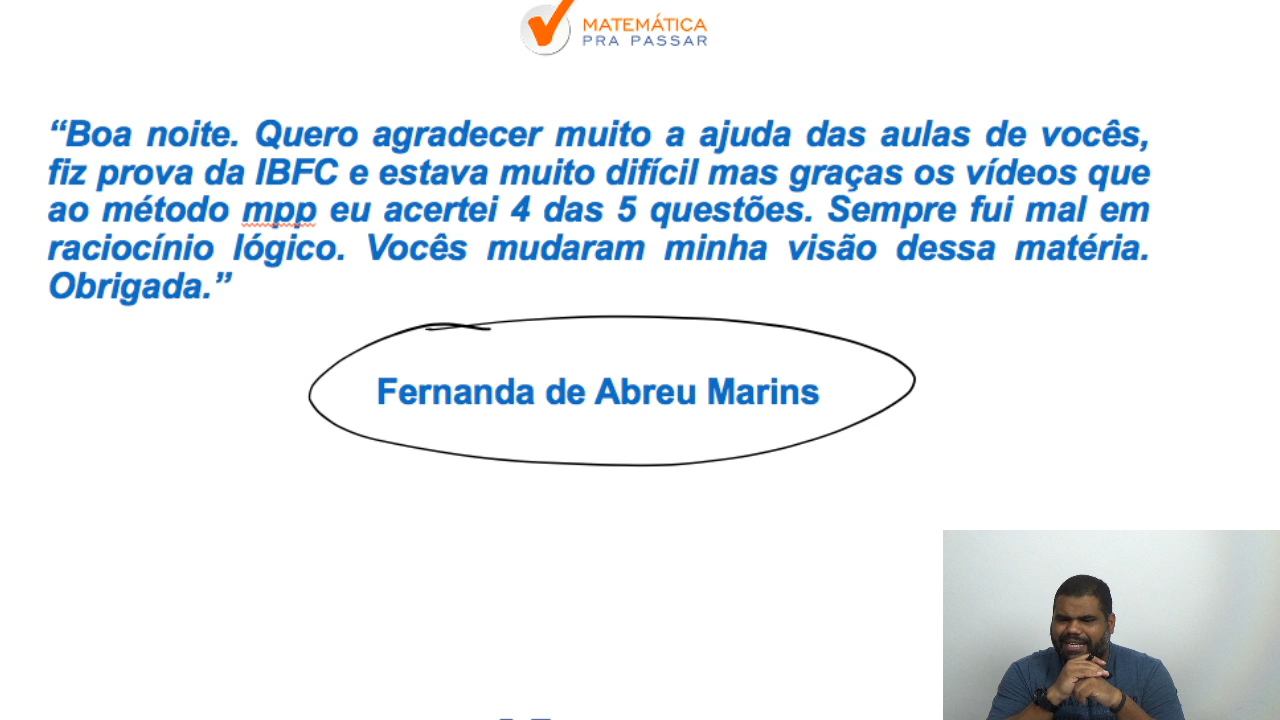 MATEMÁTICA
PRA PASSAR
“Boa noite. Quero agradecer muito a ajuda das aulas de vocês,
fiz prova da IBFC e estava muito difícil mas graças os vídeos que
ao método mpp eu acertei 4 das 5 questões. Sempre fui mal em
raciocínio lógico. Vocês mudaram minha visão dessa matéria.
Obrigada.”
Fernanda de Abreu Marins